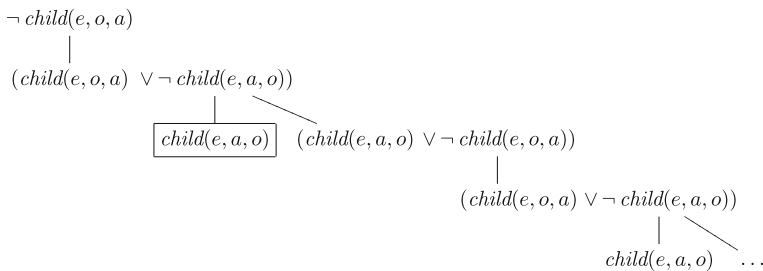 ¬ child(e, o, a)
(child(e, o, a) ∨ ¬ child(e, a, o))
child(e, a, o) (child(e, a, o) ∨ ¬ child(e, o, a))
(child(e, o, a) ∨ ¬ child(e, a, o))
child(e, a, o) ...